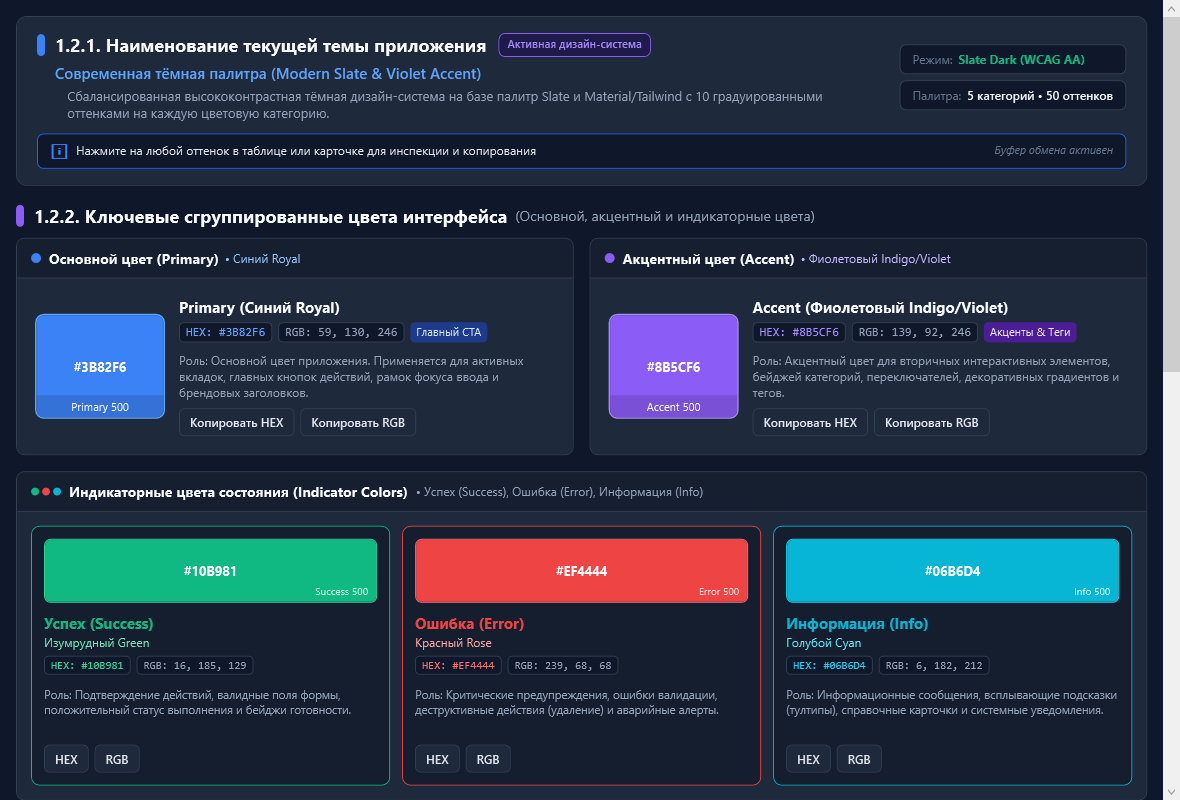 1.2.1. Наименование текущей темы приложения
Активная дизайн-система
Современная тёмная палитра (Modern Slate & Violet Accent)
Сбалансированная высококонтрастная тёмная дизайн-система на базе палитр Slate и Material/Tailwind с 10 градуированными
оттенками на каждую цветовую категорию.
Режим: Slate Dark (WCAG AA)
Палитра: 5 категорий • 50 оттенков
Нажмите на любой оттенок в таблице или карточке для инспекции и копирования
Буфер обмена активен
1.2.2. Ключевые сгруппированные цвета интерфейса (Основной, акцентный и индикаторные цвета)
Основной цвет (Primary) • Синий Royal
#3B82F6
Primary 500
Primary (Синий Royal)
HEX: #3B82F6 RGB: 59, 130, 246 Главный CTA
Роль: Основной цвет приложения. Применяется для активных
вкладок, главных кнопок действий, рамок фокуса ввода и
брендовых заголовков.
Копировать HEX Копировать RGB
Акцентный цвет (Accent) • Фиолетовый Indigo/Violet
#8B5CF6
Accent 500
Accent (Фиолетовый Indigo/Violet)
HEX: #8B5CF6 RGB: 139, 92, 246 Акценты & Теги
Роль: Акцентный цвет для вторичных интерактивных элементов,
бейджей категорий, переключателей, декоративных градиентов и
тегов.
Копировать HEX Копировать RGB
Индикаторные цвета состояния (Indicator Colors) • Успех (Success), Ошибка (Error), Информация (Info)
#10B981
Success 500
Успех (Success)
Изумрудный Green
HEX: #10B981 RGB: 16, 185, 129
Роль: Подтверждение действий, валидные поля формы,
положительный статус выполнения и бейджи готовности.
HEX RGB
#EF4444
Error 500
Ошибка (Error)
Красный Rose
HEX: #EF4444 RGB: 239, 68, 68
Роль: Критические предупреждения, ошибки валидации,
деструктивные действия (удаление) и аварийные алерты.
HEX RGB
#06B6D4
Info 500
Информация (Info)
Голубой Cyan
HEX: #06B6D4 RGB: 6, 182, 212
Роль: Информационные сообщения, всплывающие подсказки
(тултипы), справочные карточки и системные уведомления.
HEX RGB